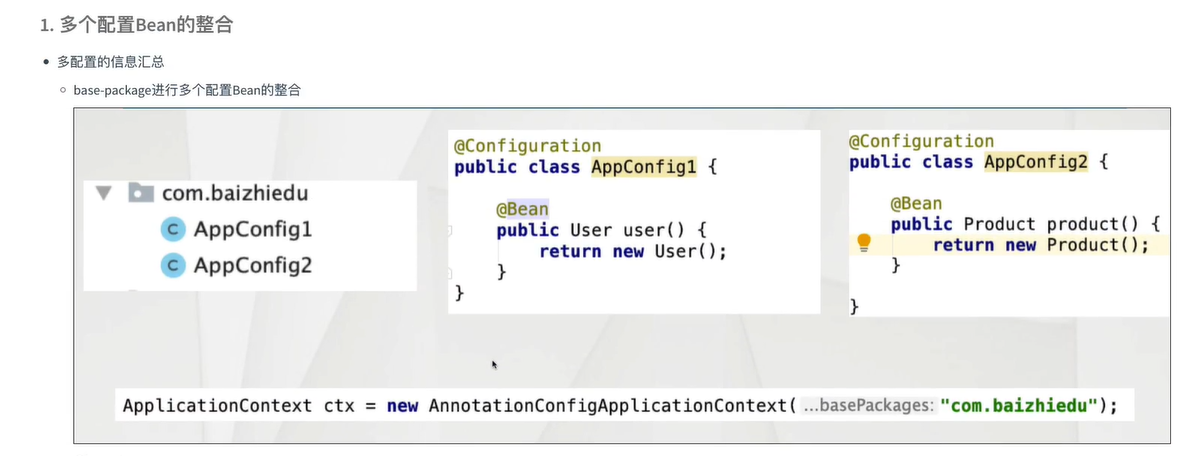 1. 多个配置Bean的整合
• 多配置的信息汇总
◦ base-package进行多个配置Bean的整合
com.baizhiedu
C AppConfig1
C AppConfig2
@Configuration
public class AppConfig1 {
@Bean
public User user() {
return new User();
}
}
@Configuration
public class AppConfig2 {
@Bean
public Product product() {
return new Product();
}
}
ApplicationContext ctx = new AnnotationConfigApplicationContext( ...basePackages: "com.baizhiedu");